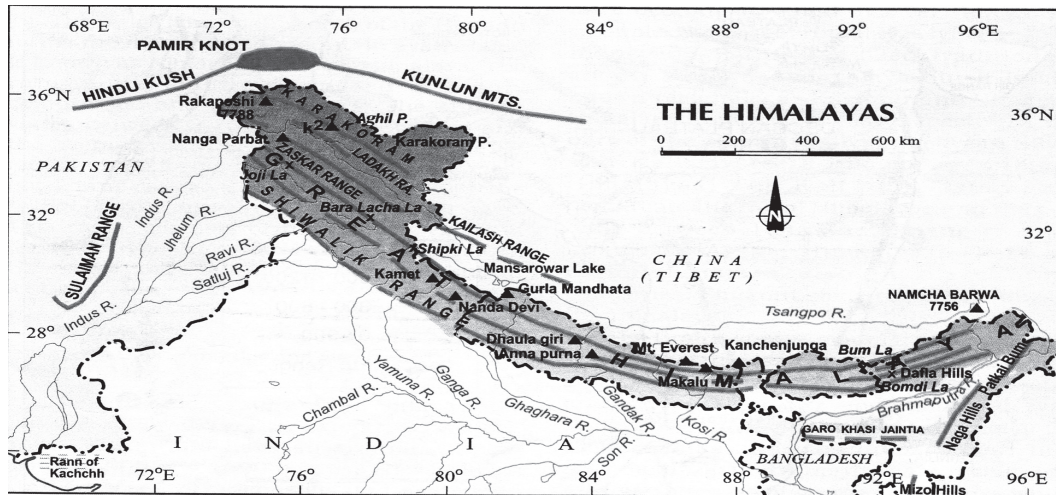 68°E 72° 76° 80° 84° 88° 92° 96°E
PAMIR KNOT
HINDU KUSH
KUNLUN MTS.
36°N
36°N
THE HIMALAYAS
0 200 400 600 km
Rakaposhi
7788
KARAKORAM
K2
Aghil P.
Karakoram P.
Nanga Parbat
LADAKH RA.
ZASKAR RANGE
PAKISTAN
Joji La
Bara Lacha La
GREAT HIMALAYA
SHIWALIK RANGE
N
Indus R.
Jhelum R.
32°
32°
SULAIMAN RANGE
Ravi R.
Satluj R.
KAILASH RANGE
Shipki La
CHINA
(TIBET)
Mansarowar Lake
Kamet
Gurla Mandhata
Nanda Devi
NAMCHA BARWA
7756
Indus R.
Tsangpo R.
28°
28°
Dhaula giri
Anna purna
Mt. Everest
Kanchenjunga
Makalu
Bum La
Dafla Hills
Bomdi La
Patkai Bum
Brahmaputra R.
Naga Hills
Yamuna R.
Ganga R.
Chambal R.
Ghaghara R.
Gandak R.
Kosi R.
Son R.
GARO KHASI JAINTIA
INDIA
BANGLADESH
Rann of
Kachchh
Mizo Hills
72°E 76° 80° 84° 88° 92°E 96°E